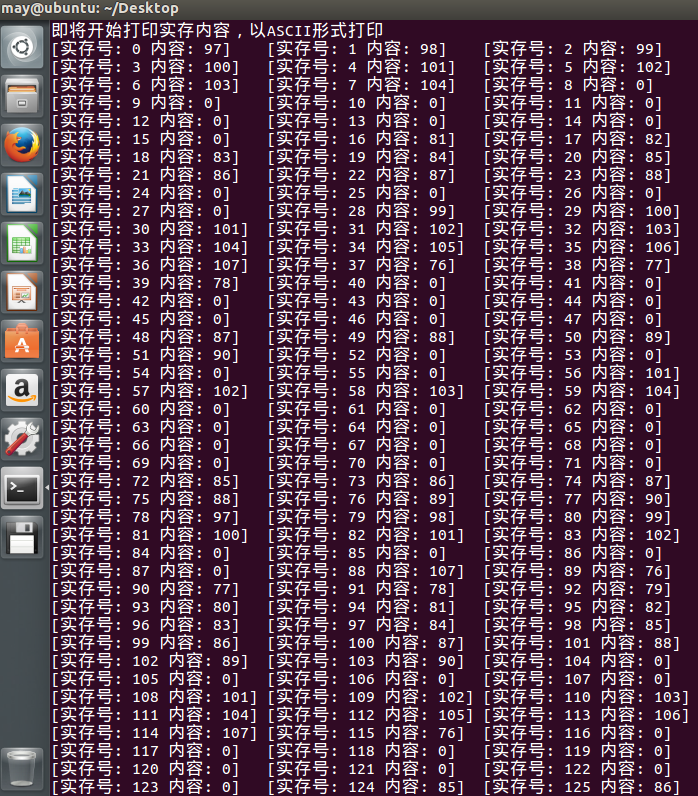 may@ubuntu: ~/Desktop
即将开始打印实存内容，以ASCII形式打印
[实存号: 0 内容: 97] [实存号: 1 内容: 98] [实存号: 2 内容: 99]
[实存号: 3 内容: 100] [实存号: 4 内容: 101] [实存号: 5 内容: 102]
[实存号: 6 内容: 103] [实存号: 7 内容: 104] [实存号: 8 内容: 0]
[实存号: 9 内容: 0] [实存号: 10 内容: 0] [实存号: 11 内容: 0]
[实存号: 12 内容: 0] [实存号: 13 内容: 0] [实存号: 14 内容: 0]
[实存号: 15 内容: 0] [实存号: 16 内容: 81] [实存号: 17 内容: 82]
[实存号: 18 内容: 83] [实存号: 19 内容: 84] [实存号: 20 内容: 85]
[实存号: 21 内容: 86] [实存号: 22 内容: 87] [实存号: 23 内容: 88]
[实存号: 24 内容: 0] [实存号: 25 内容: 0] [实存号: 26 内容: 0]
[实存号: 27 内容: 0] [实存号: 28 内容: 99] [实存号: 29 内容: 100]
[实存号: 30 内容: 101] [实存号: 31 内容: 102] [实存号: 32 内容: 103]
[实存号: 33 内容: 104] [实存号: 34 内容: 105] [实存号: 35 内容: 106]
[实存号: 36 内容: 107] [实存号: 37 内容: 76] [实存号: 38 内容: 77]
[实存号: 39 内容: 78] [实存号: 40 内容: 0] [实存号: 41 内容: 0]
[实存号: 42 内容: 0] [实存号: 43 内容: 0] [实存号: 44 内容: 0]
[实存号: 45 内容: 0] [实存号: 46 内容: 0] [实存号: 47 内容: 0]
[实存号: 48 内容: 87] [实存号: 49 内容: 88] [实存号: 50 内容: 89]
[实存号: 51 内容: 90] [实存号: 52 内容: 0] [实存号: 53 内容: 0]
[实存号: 54 内容: 0] [实存号: 55 内容: 0] [实存号: 56 内容: 101]
[实存号: 57 内容: 102] [实存号: 58 内容: 103] [实存号: 59 内容: 104]
[实存号: 60 内容: 0] [实存号: 61 内容: 0] [实存号: 62 内容: 0]
[实存号: 63 内容: 0] [实存号: 64 内容: 0] [实存号: 65 内容: 0]
[实存号: 66 内容: 0] [实存号: 67 内容: 0] [实存号: 68 内容: 0]
[实存号: 69 内容: 0] [实存号: 70 内容: 0] [实存号: 71 内容: 0]
[实存号: 72 内容: 85] [实存号: 73 内容: 86] [实存号: 74 内容: 87]
[实存号: 75 内容: 88] [实存号: 76 内容: 89] [实存号: 77 内容: 90]
[实存号: 78 内容: 97] [实存号: 79 内容: 98] [实存号: 80 内容: 99]
[实存号: 81 内容: 100] [实存号: 82 内容: 101] [实存号: 83 内容: 102]
[实存号: 84 内容: 0] [实存号: 85 内容: 0] [实存号: 86 内容: 0]
[实存号: 87 内容: 0] [实存号: 88 内容: 107] [实存号: 89 内容: 76]
[实存号: 90 内容: 77] [实存号: 91 内容: 78] [实存号: 92 内容: 79]
[实存号: 93 内容: 80] [实存号: 94 内容: 81] [实存号: 95 内容: 82]
[实存号: 96 内容: 83] [实存号: 97 内容: 84] [实存号: 98 内容: 85]
[实存号: 99 内容: 86] [实存号: 100 内容: 87] [实存号: 101 内容: 88]
[实存号: 102 内容: 89] [实存号: 103 内容: 90] [实存号: 104 内容: 0]
[实存号: 105 内容: 0] [实存号: 106 内容: 0] [实存号: 107 内容: 0]
[实存号: 108 内容: 101] [实存号: 109 内容: 102] [实存号: 110 内容: 103]
[实存号: 111 内容: 104] [实存号: 112 内容: 105] [实存号: 113 内容: 106]
[实存号: 114 内容: 107] [实存号: 115 内容: 76] [实存号: 116 内容: 0]
[实存号: 117 内容: 0] [实存号: 118 内容: 0] [实存号: 119 内容: 0]
[实存号: 120 内容: 0] [实存号: 121 内容: 0] [实存号: 122 内容: 0]
[实存号: 123 内容: 0] [实存号: 124 内容: 85] [实存号: 125 内容: 86]